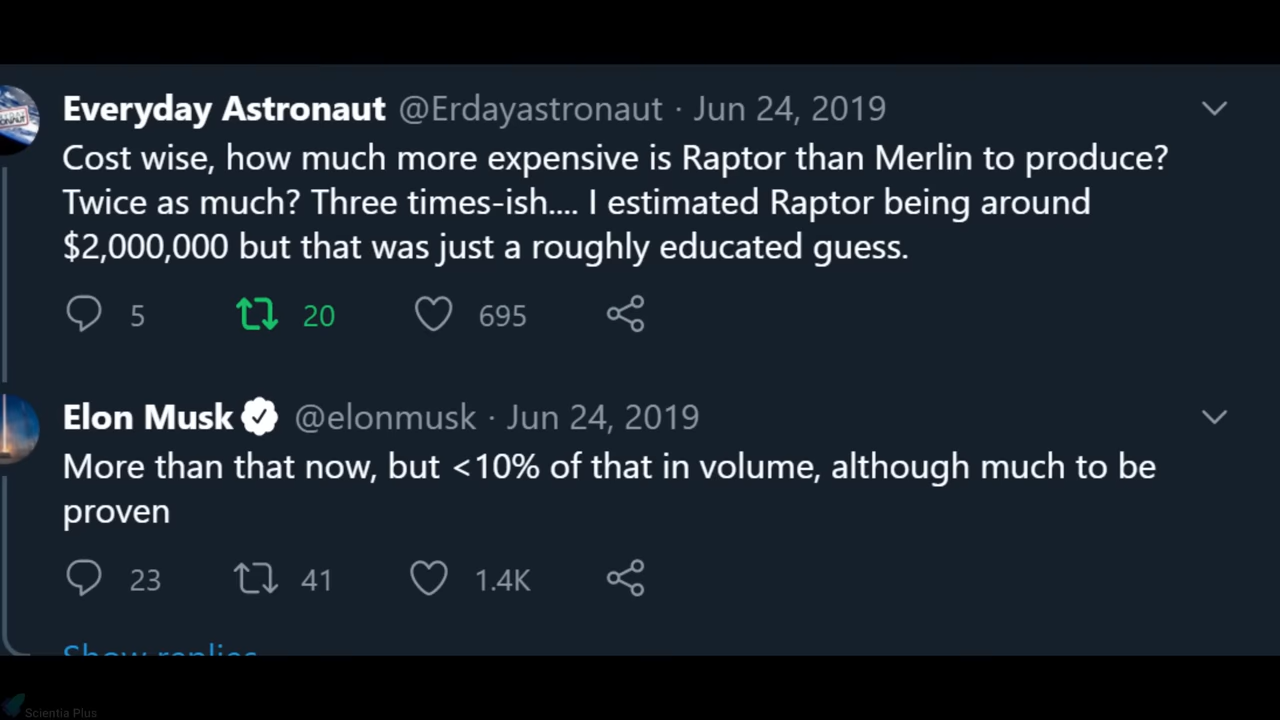 Everyday Astronaut @Erdayastronaut · Jun 24, 2019
Cost wise, how much more expensive is Raptor than Merlin to produce?
Twice as much? Three times-ish.... I estimated Raptor being around
$2,000,000 but that was just a roughly educated guess.
5 20 695
Elon Musk @elonmusk · Jun 24, 2019
More than that now, but <10% of that in volume, although much to be
proven
23 41 1.4K
Show replies
Scientia Plus